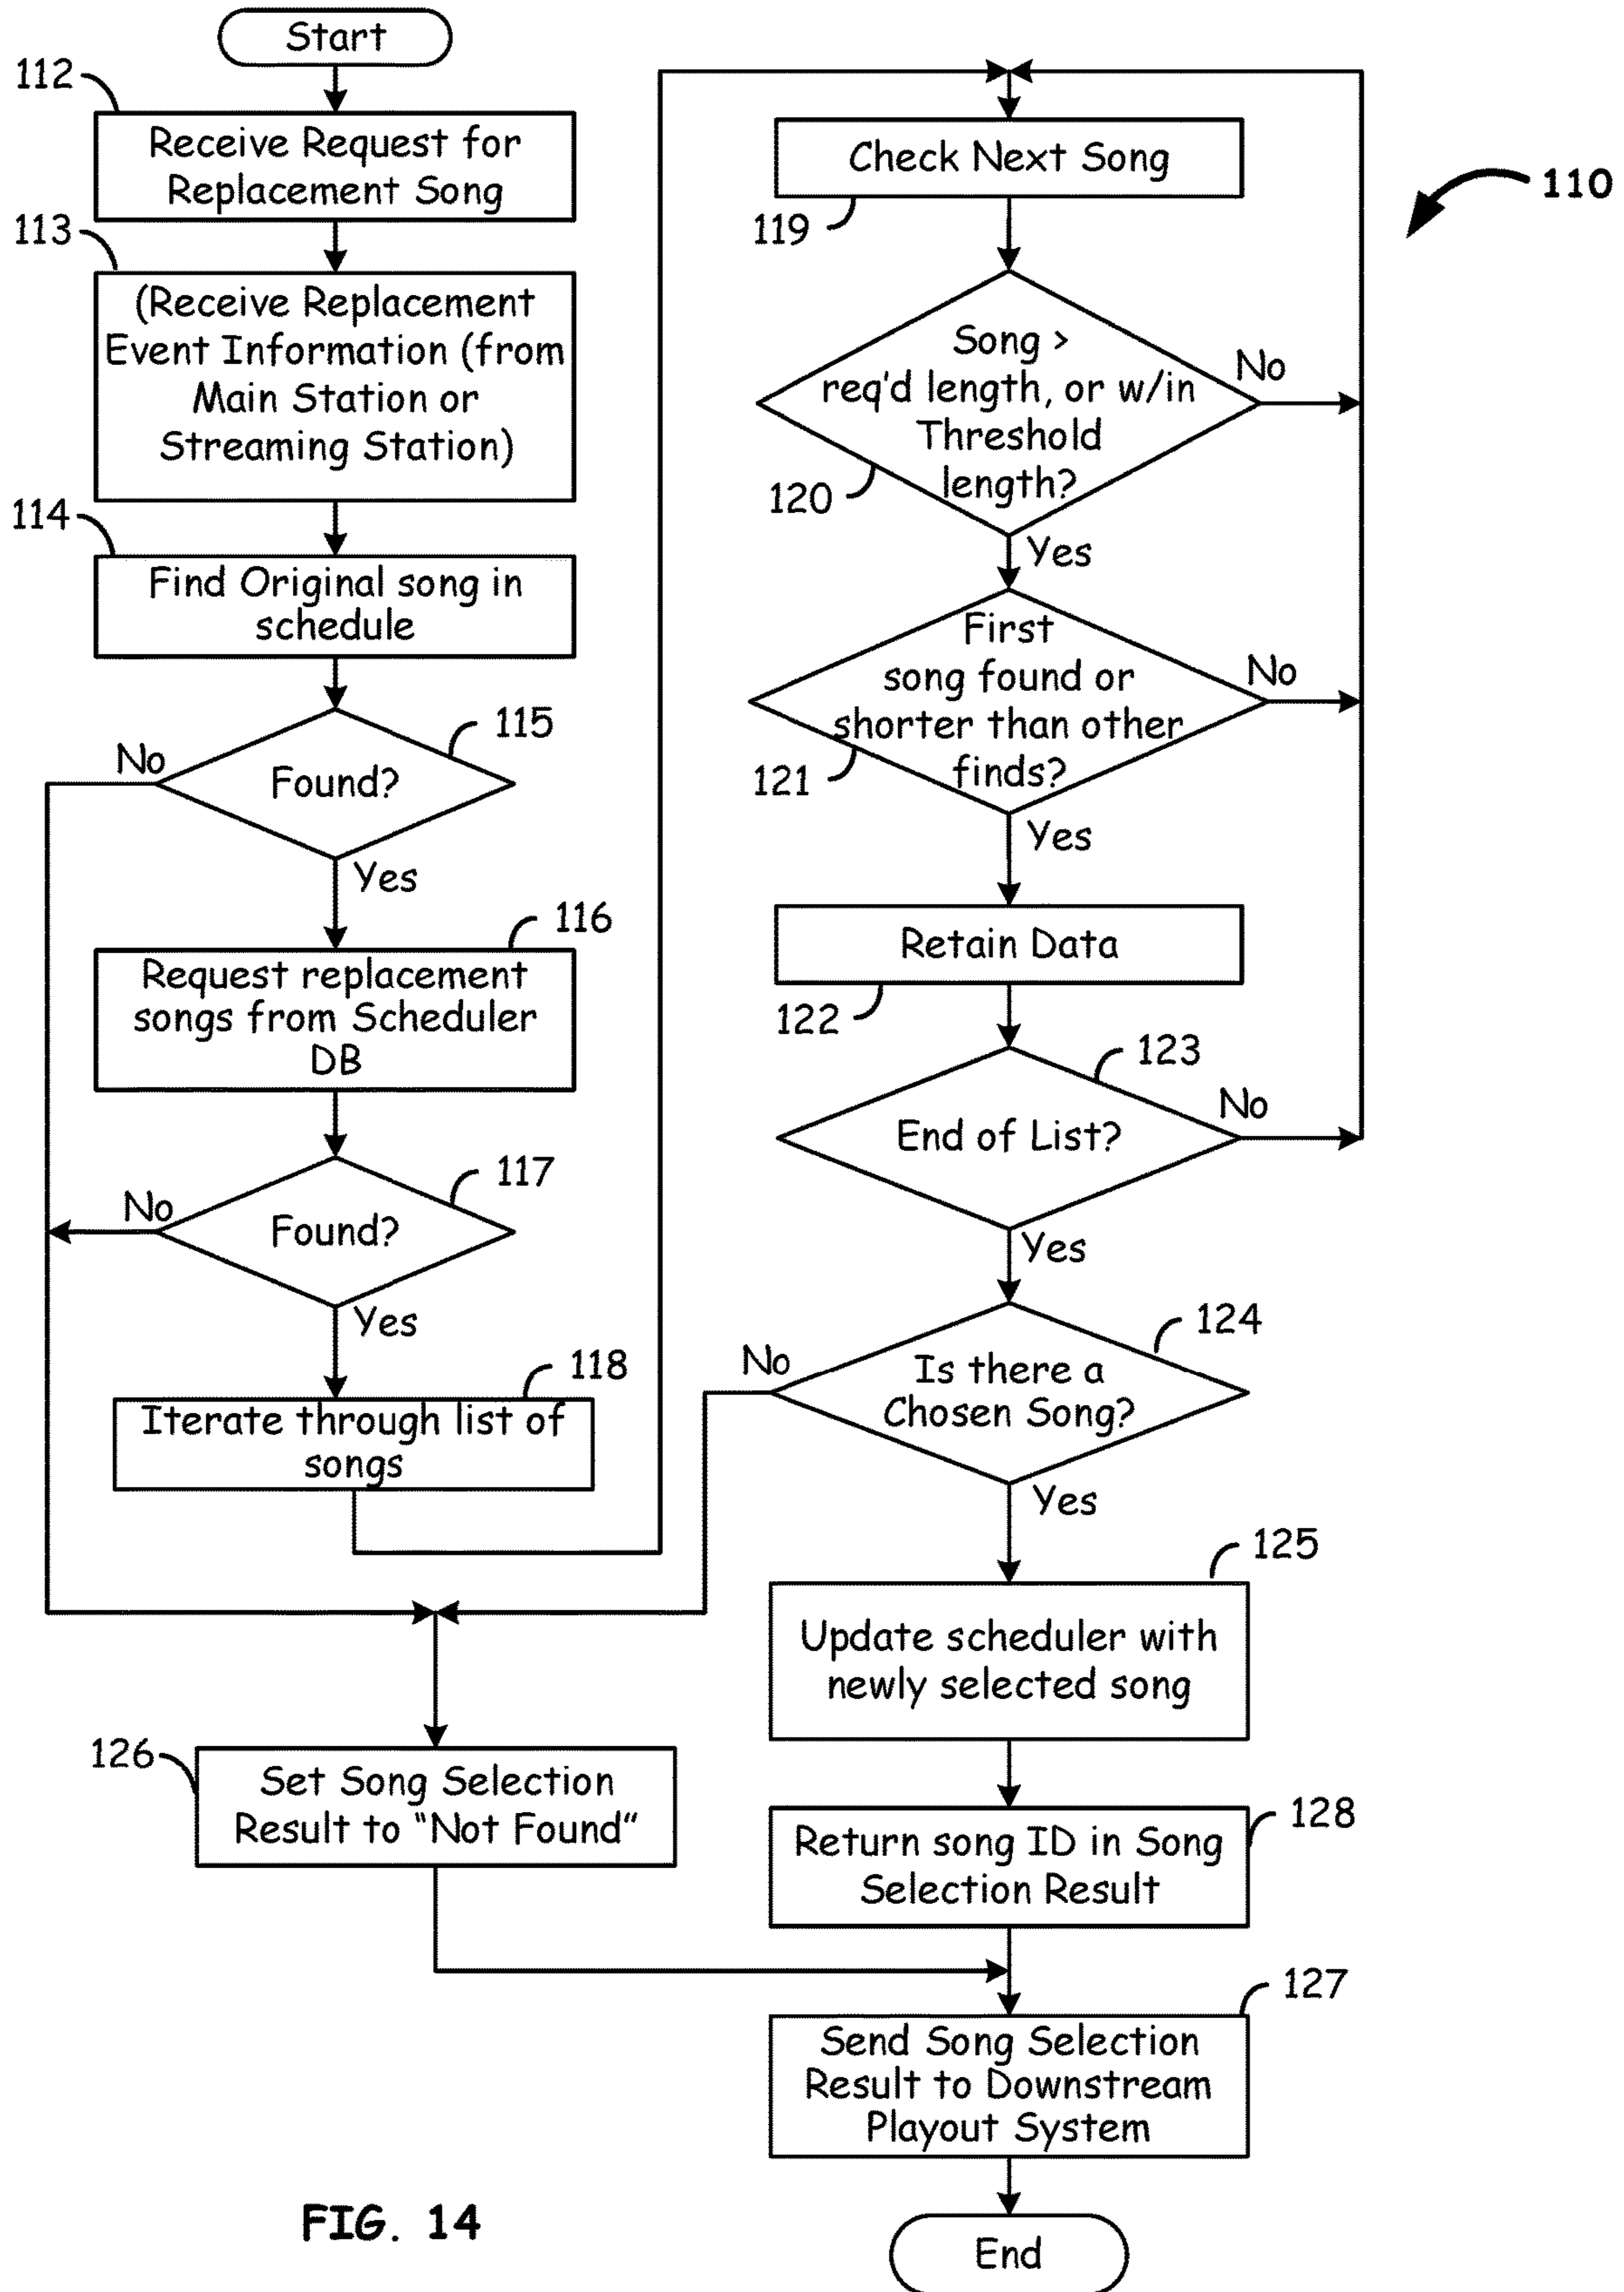 Start
112
Receive Request for
Replacement Song
113
(Receive Replacement
Event Information (from
Main Station or
Streaming Station)
114
Find Original song in
schedule
115
No
Found?
Yes
116
Request replacement
songs from Scheduler
DB
117
No
Found?
Yes
118
Iterate through list of
songs
Check Next Song
119
110
Song >
req'd length, or w/in
Threshold
length?
No
120
Yes
First
song found or
shorter than other
finds?
No
121
Yes
Retain Data
122
123
End of List?
No
Yes
124
No
Is there a
Chosen Song?
Yes
125
Update scheduler with
newly selected song
126
Set Song Selection
Result to “Not Found”
128
Return song ID in Song
Selection Result
127
Send Song Selection
Result to Downstream
Playout System
End
FIG. 14